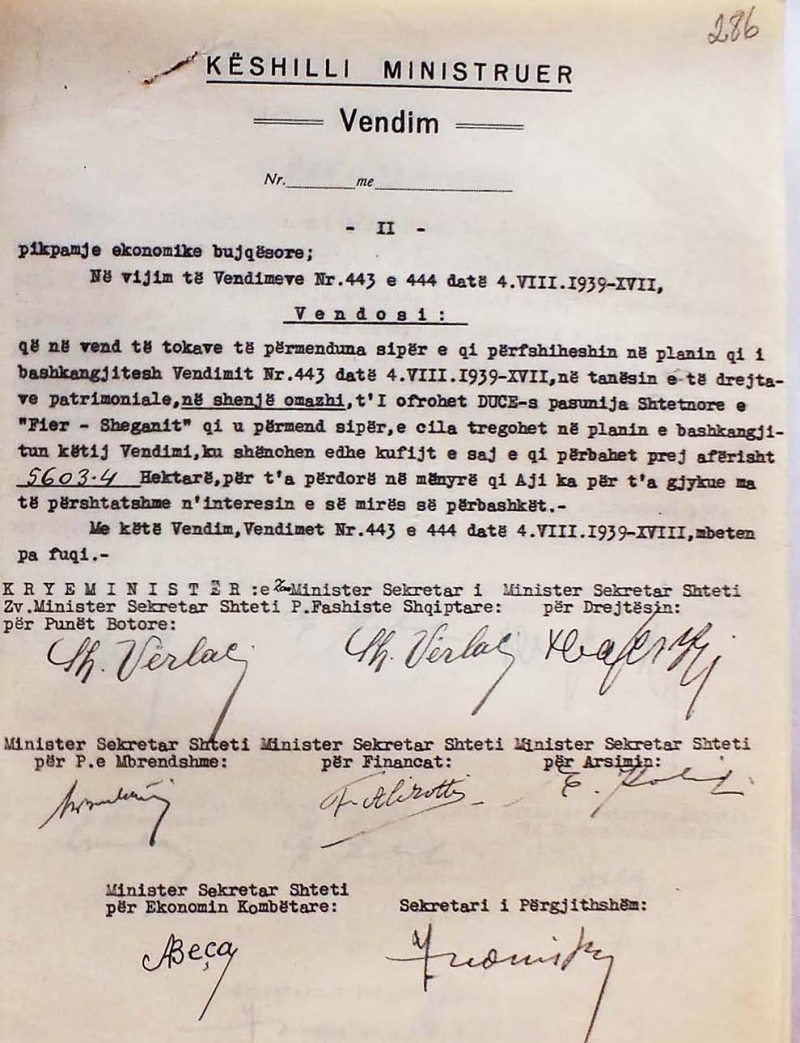 286
KËSHILLI MINISTRUER
Vendim
Nr.________me________________
- II -
pikpamje ekonomike bujqësore;
Në vijim të Vendimeve Nr.443 e 444 datë 4.VIII.I939-XVII,
V e n d o s i :
që në vend të tokave të përmenduna sipër e qi përfshiheshin në planin qi i
bashkangjitesh Vendimit Nr.443 datë 4.VIII.I939-XVII,në tanësin e të drejta-
ve patrimoniale,në shenjë omazhi,t'I ofrohet DUCE-s pasunija Shtetnore e
"Fier - Sheganit" qi u përmend sipër,e cila tregohet në planin e bashkangji-
tun këtij Vendimi,ku shënohen edhe kufijt e saj e qi përbahet prej afërisht
5603.4 Hektarë,për t'a përdorë në mënyrë qi Aji ka për t'a gjykue ma
të përshtatshme n'interesin e së mirës së përbashkët.-
Me këtë Vendim,Vendimet Nr.443 e 444 datë 4.VIII.I939-XVIII,mbeten
pa fuqi.-
K R Y E M I N I S T Ë R :e Zv.Minister Sekretar i Minister Sekretar Shteti
Zv.Minister Sekretar Shteti P.Fashiste Shqiptare: për Drejtësin:
për Punët Botore:
Sh. Vërlaci Sh. Vërlaci
Minister Sekretar Shteti Minister Sekretar Shteti Minister Sekretar Shteti
për P.e Mbrendshme: për Financat: për Arsimin:
F. Alizotti E.
Minister Sekretar Shteti
për Ekonomin Kombëtare: Sekretari i Përgjithshëm:
A Beça